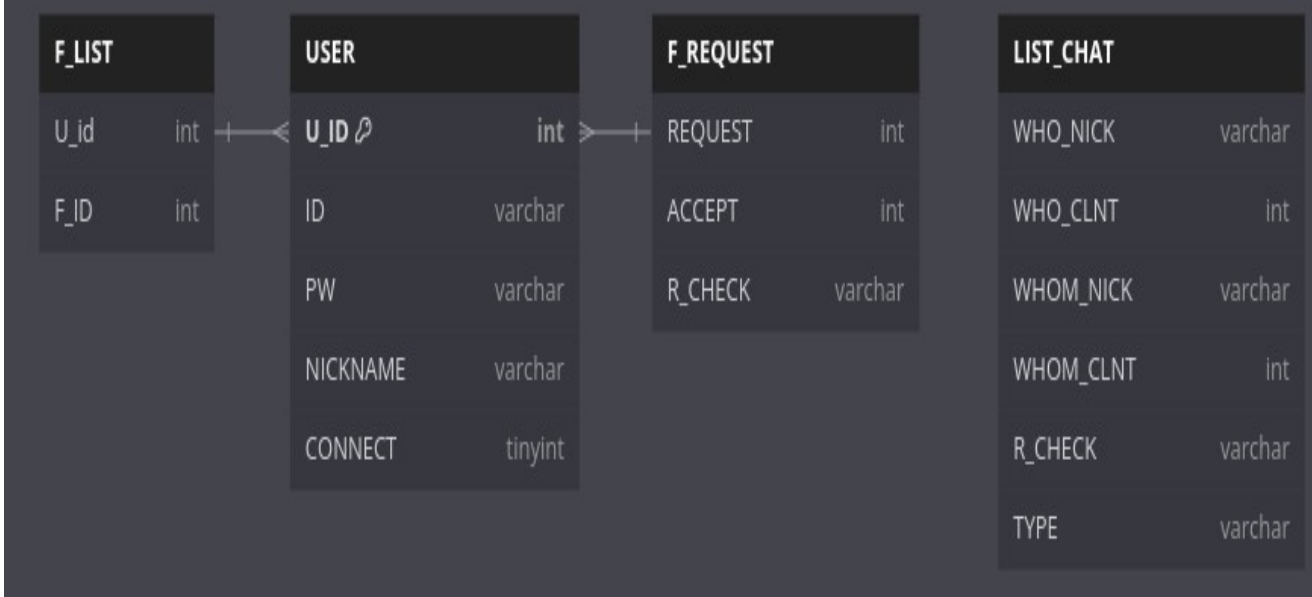 F_LIST
U_id int
F_ID int
USER
U_ID int
ID varchar
PW varchar
NICKNAME varchar
CONNECT tinyint
F_REQUEST
REQUEST int
ACCEPT int
R_CHECK varchar
LIST_CHAT
WHO_NICK varchar
WHO_CLNT int
WHOM_NICK varchar
WHOM_CLNT int
R_CHECK varchar
TYPE varchar